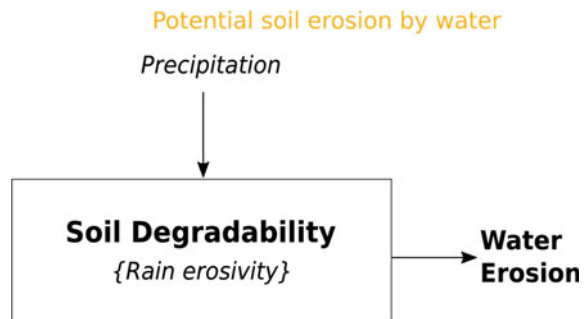 Potential soil erosion by water
Precipitation
Soil Degradability
{Rain erosivity}
Water
Erosion